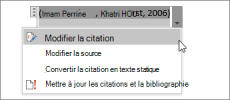 (Imam Perrine , Khatri HOUst, 2006)
Modifier la citation
Modifier la source
Convertir la citation en texte statique
Mettre à jour les citations et la bibliographie